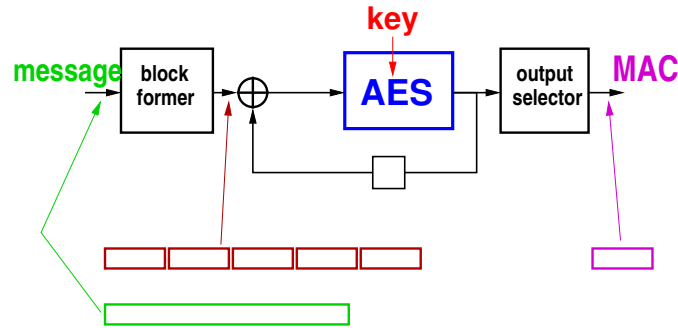 key
message
block
former
AES
output
selector
MAC